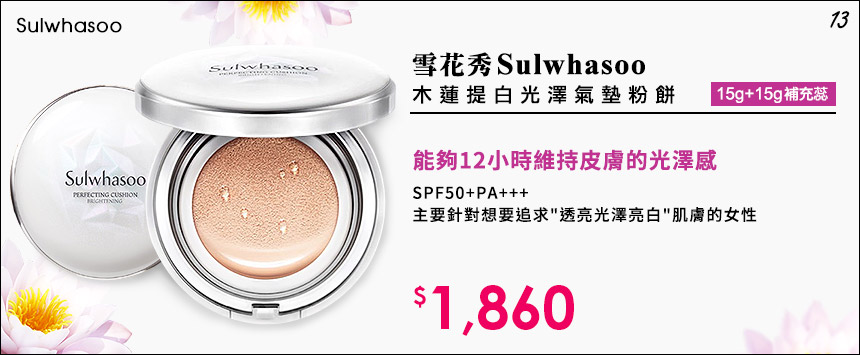 Sulwhasoo
13
Sulwhasoo
PERFECTING CUSHION
BRIGHTENING
Sulwhasoo
PERFECTING CUSHION
BRIGHTENING
雪花秀Sulwhasoo
木蓮提白光澤氣墊粉餅
15g+15g補充蕊
能夠12小時維持皮膚的光澤感
SPF50+PA+++
主要針對想要追求"透亮光澤亮白"肌膚的女性
$1,860